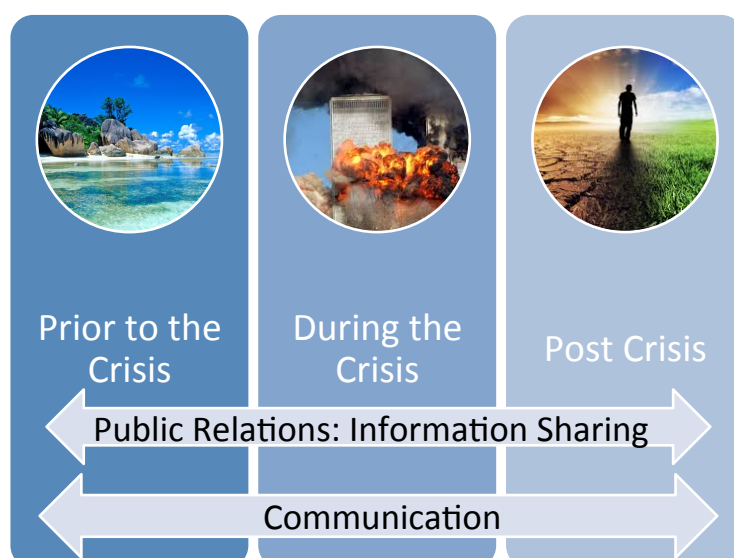 Prior to the
Crisis
During the
Crisis
Post Crisis
Public Relations: Information Sharing
Communication